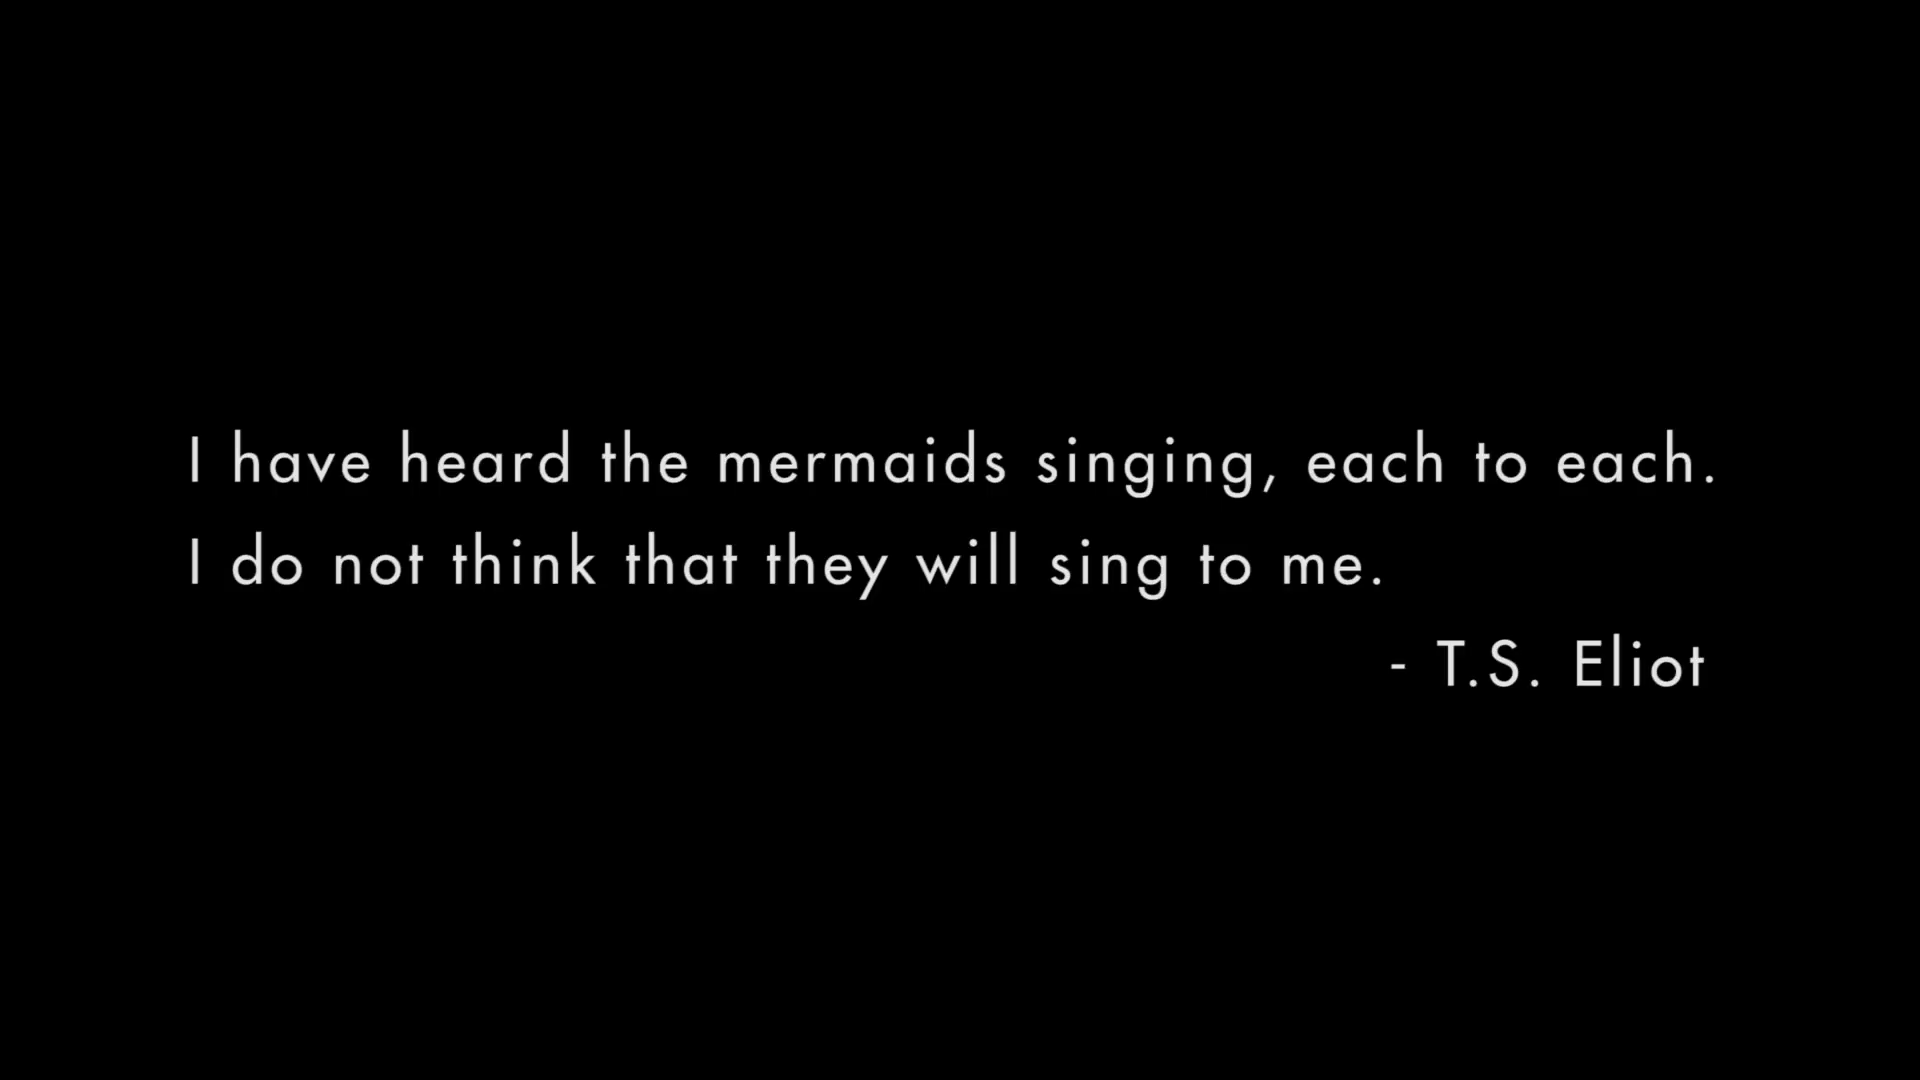 I have heard the mermaids singing, each to each.
I do not think that they will sing to me.
- T.S. Eliot